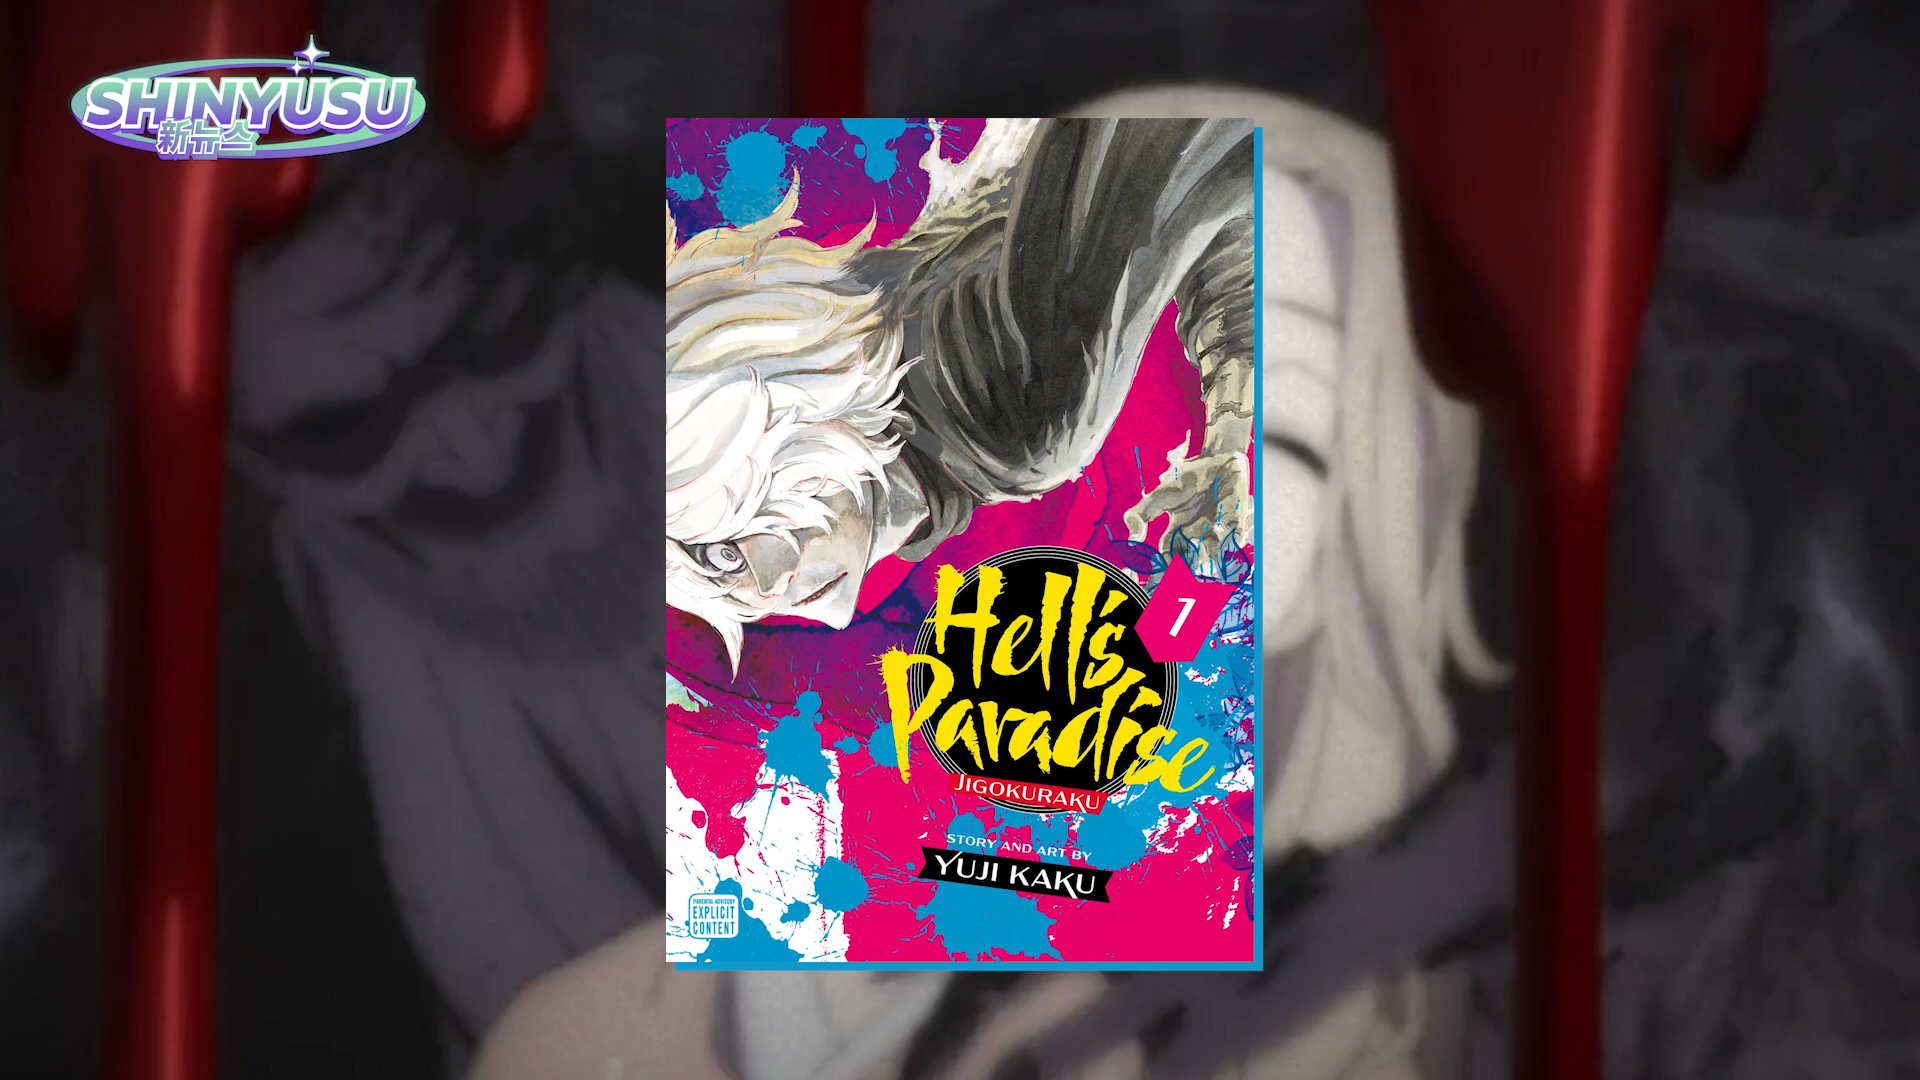 SHINYUSU
新뉴스
Hell's
Paradise
1
JIGOKURAKU
STORY AND ART BY
YUJI KAKU
PARENTAL ADVISORY
EXPLICIT
CONTENT